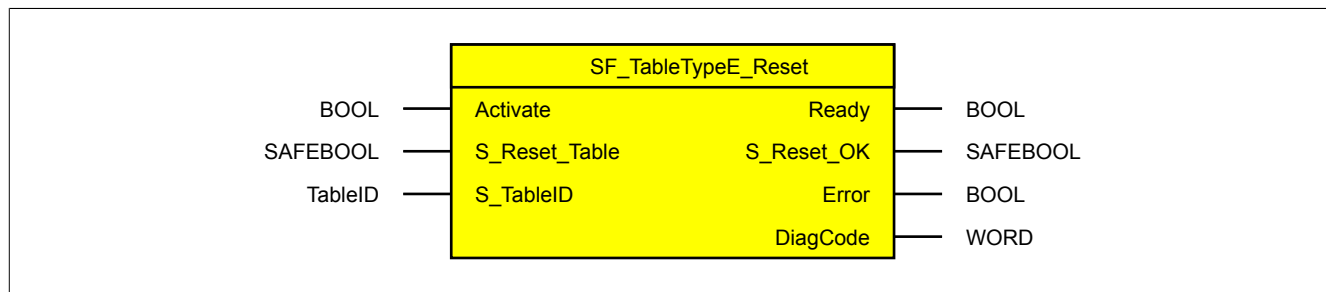 SF_TableTypeE_Reset
BOOL Activate Ready BOOL
SAFEBOOL S_Reset_Table S_Reset_OK SAFEBOOL
TableID S_TableID Error BOOL
DiagCode WORD